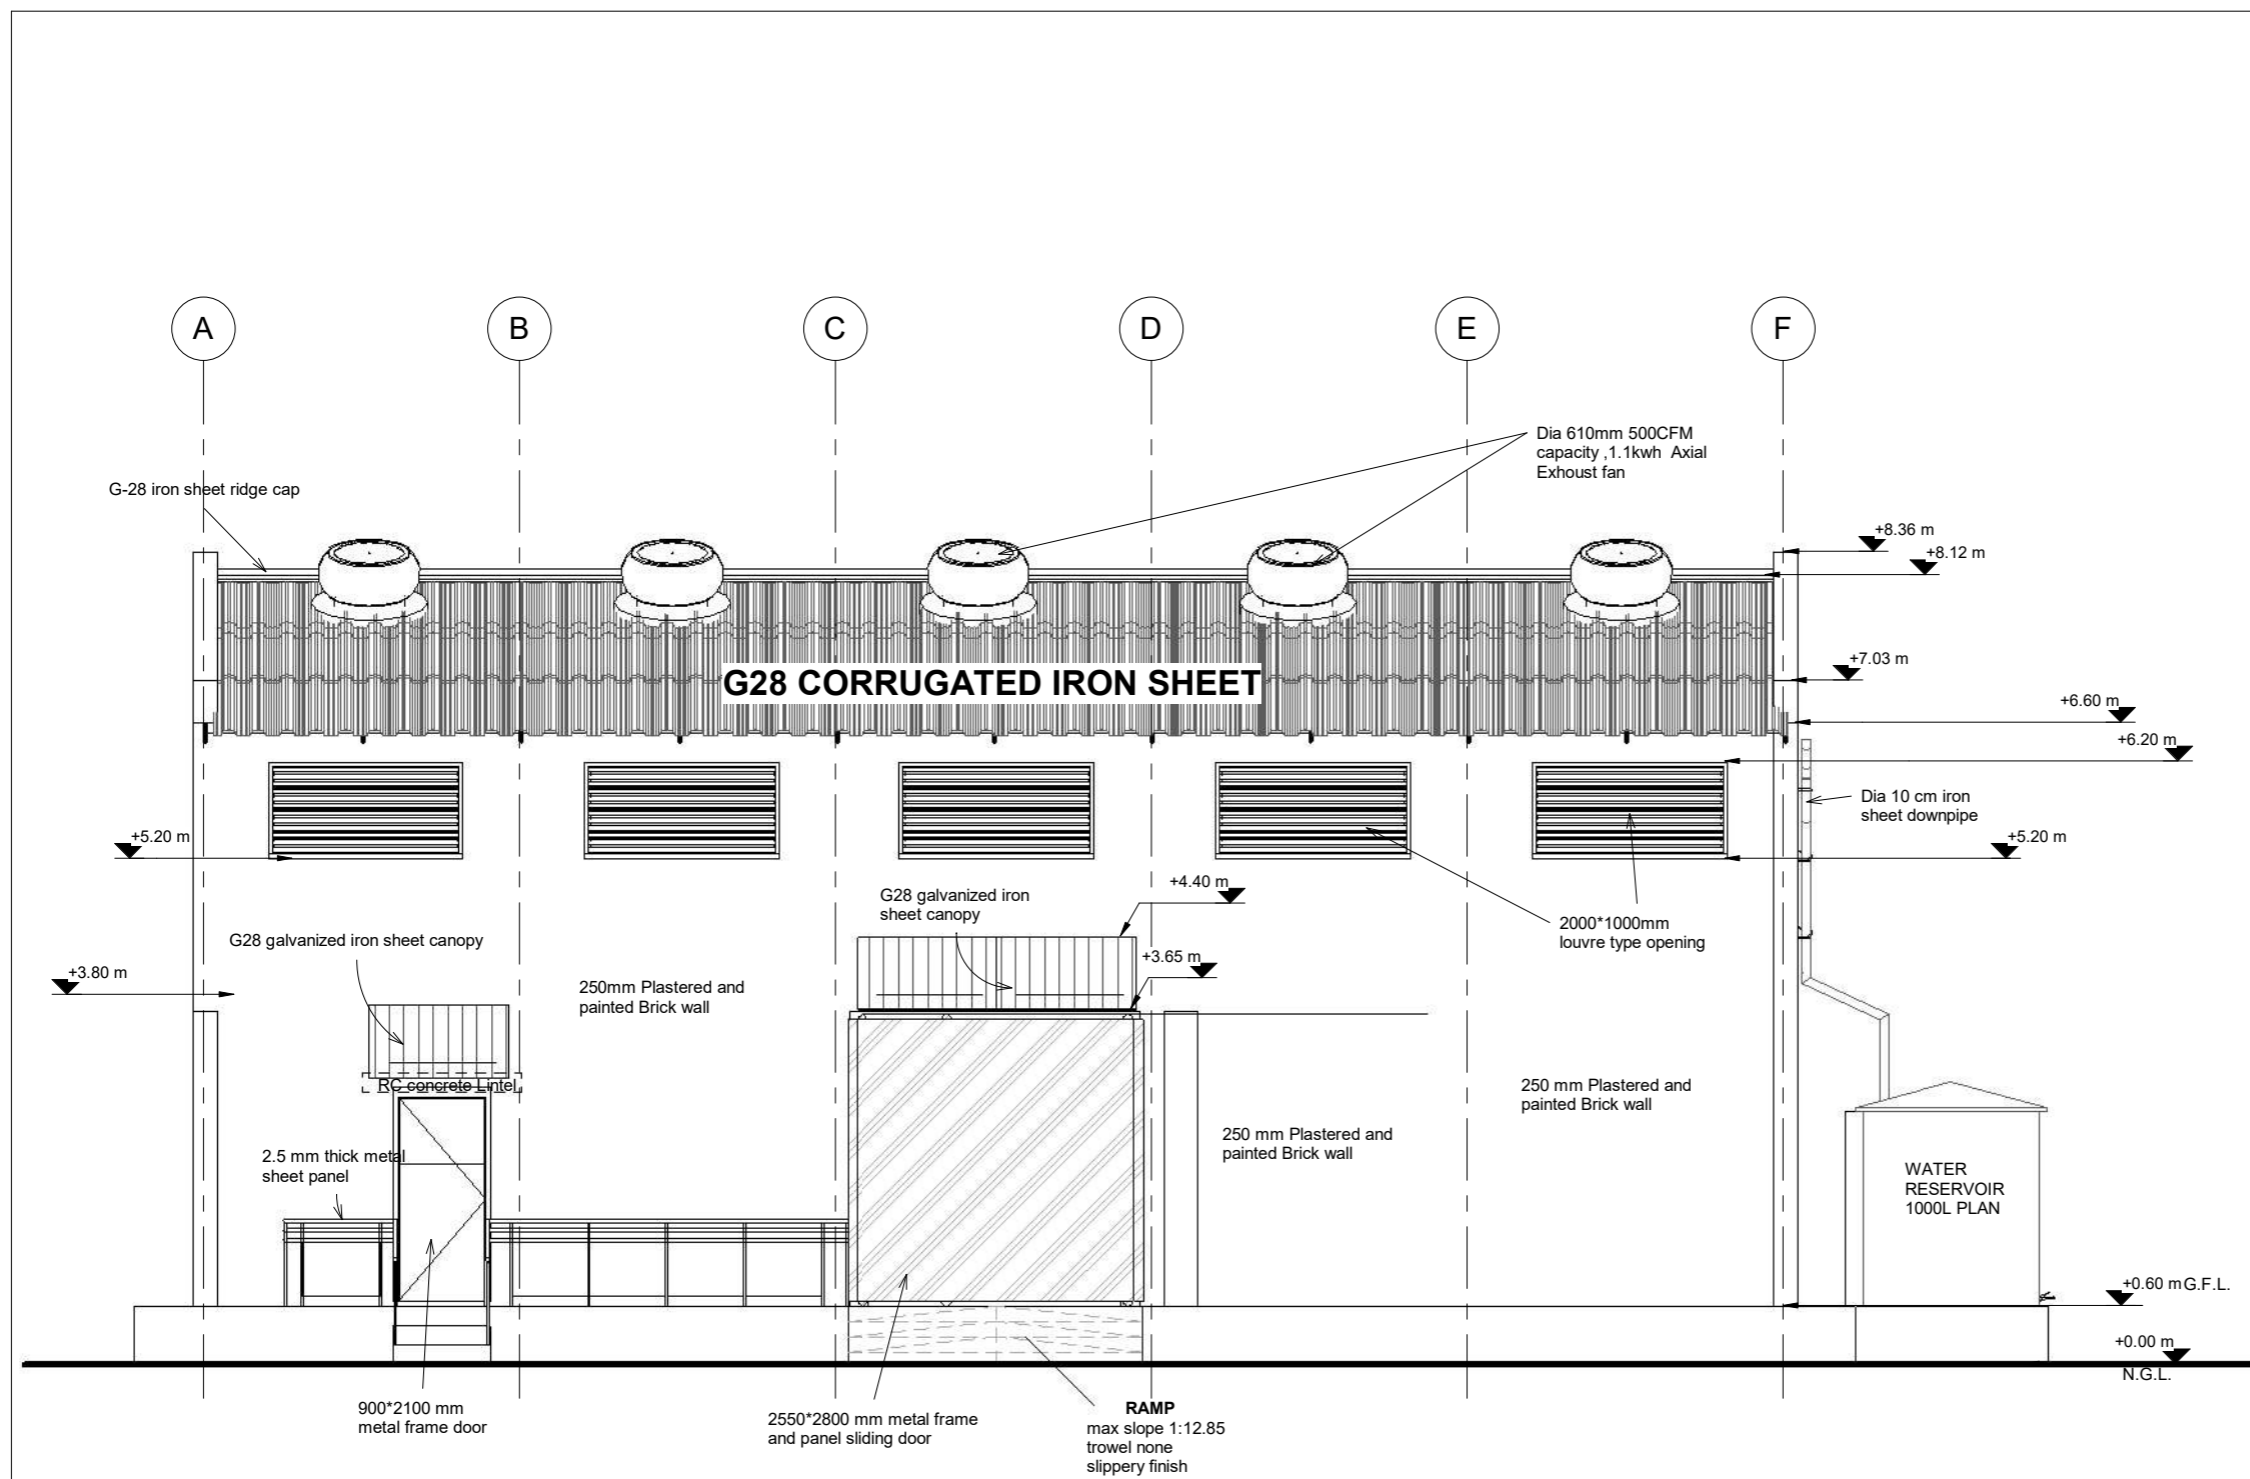 A
B
C
D
E
F
Dia 610mm 500CFM
capacity ,1.1kwh Axial
Exhoust fan
G-28 iron sheet ridge cap
+8.36 m
+8.12 m
G28 CORRUGATED IRON SHEET
+7.03 m
+6.60 m
+6.20 m
Dia 10 cm iron
sheet downpipe
+5.20 m
+5.20 m
+4.40 m
G28 galvanized iron
sheet canopy
2000*1000mm
louvre type opening
G28 galvanized iron sheet canopy
+3.65 m
+3.80 m
250mm Plastered and
painted Brick wall
RC concrete Lintel
250 mm Plastered and
painted Brick wall
250 mm Plastered and
painted Brick wall
2.5 mm thick metal
sheet panel
WATER
RESERVOIR
1000L PLAN
+0.60 m G.F.L.
+0.00 m
N.G.L.
900*2100 mm
metal frame door
2550*2800 mm metal frame
and panel sliding door
RAMP
max slope 1:12.85
trowel none
slippery finish